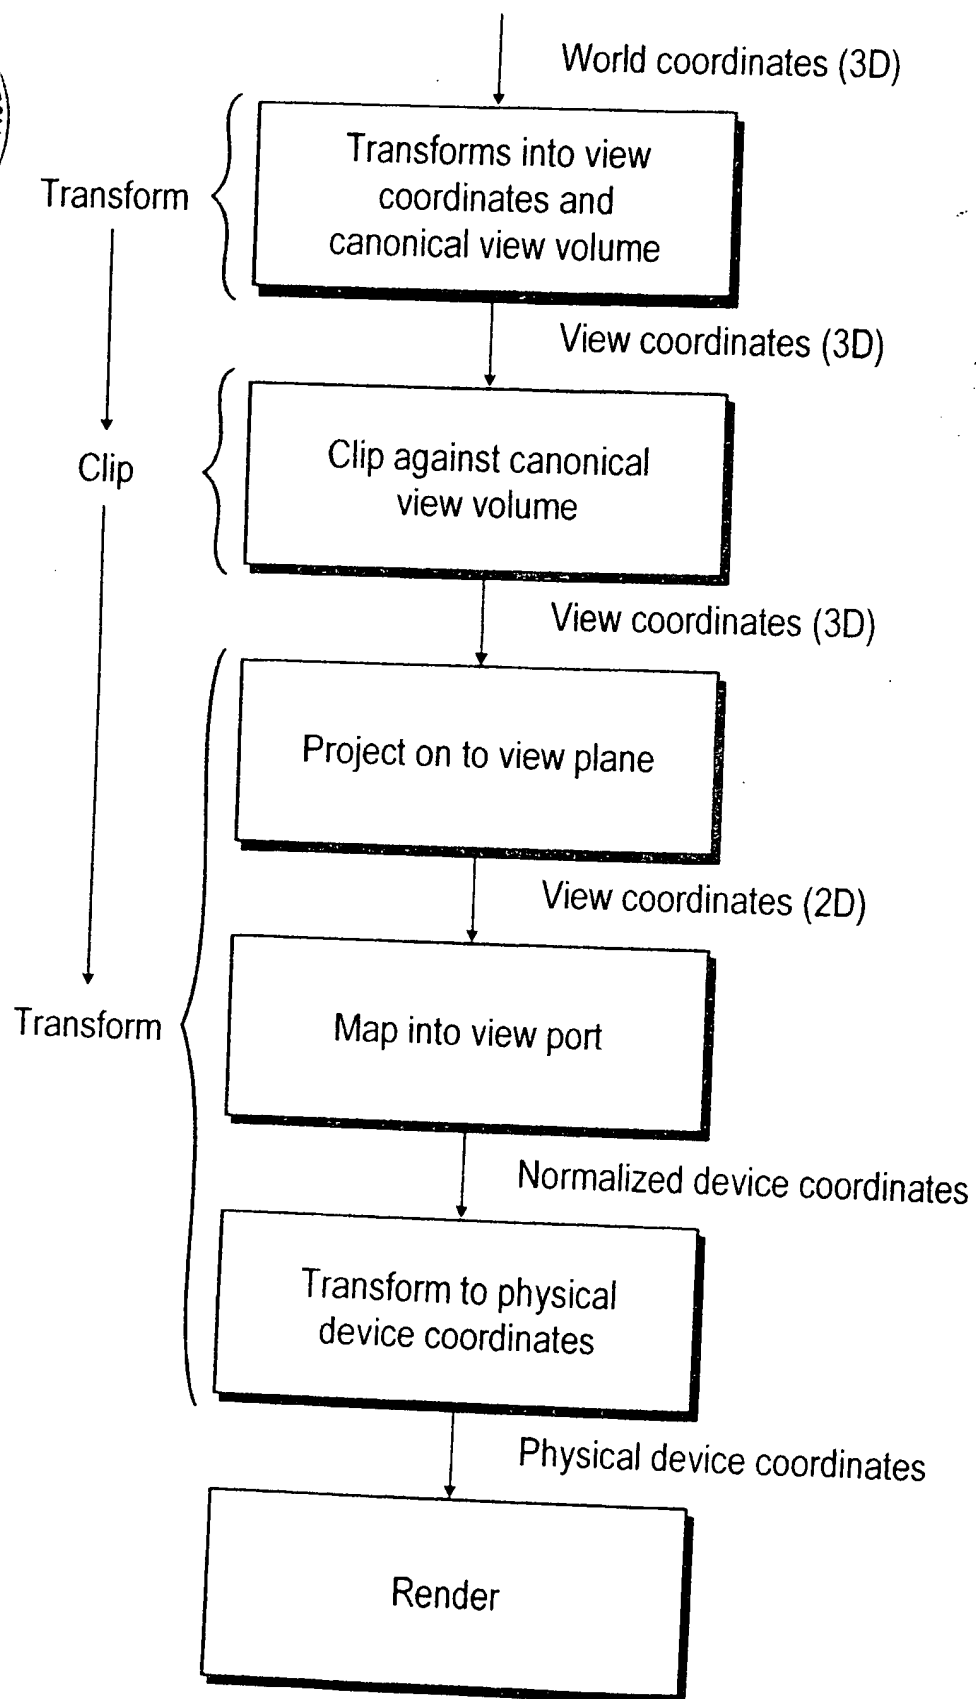 World coordinates (3D)
Transforms into view
coordinates and
canonical view volume
Transform
View coordinates (3D)
Clip against canonical
view volume
Clip
View coordinates (3D)
Project on to view plane
View coordinates (2D)
Map into view port
Transform
Normalized device coordinates
Transform to physical
device coordinates
Physical device coordinates
Render